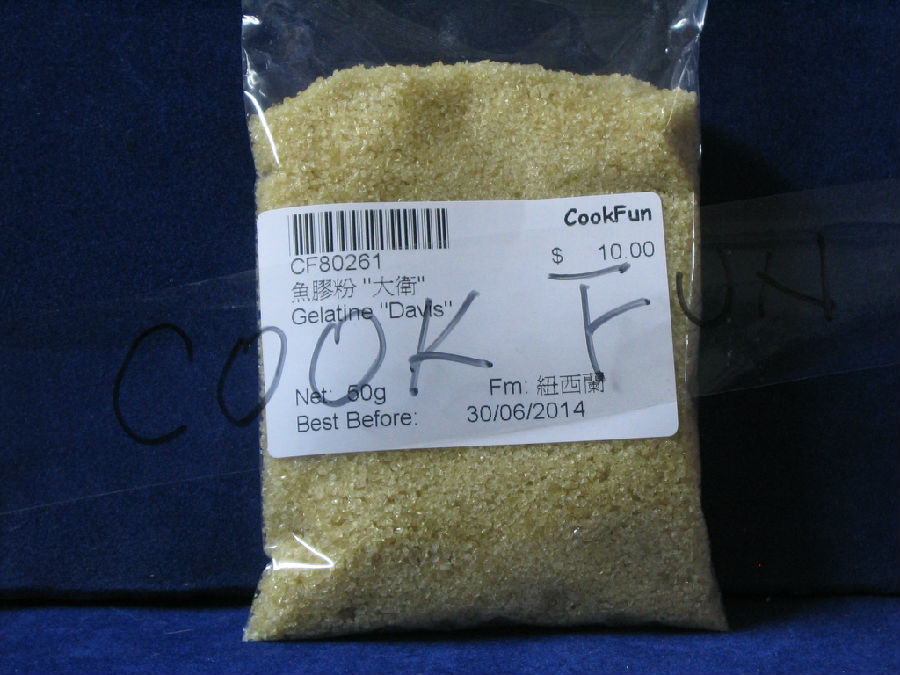 CookFun
CF80261
$ 10.00
魚膠粉 "大衛"
Gelatine "Davis"
COOK FUN
Net: 50g
Fm: 紐西蘭
Best Before: 30/06/2014